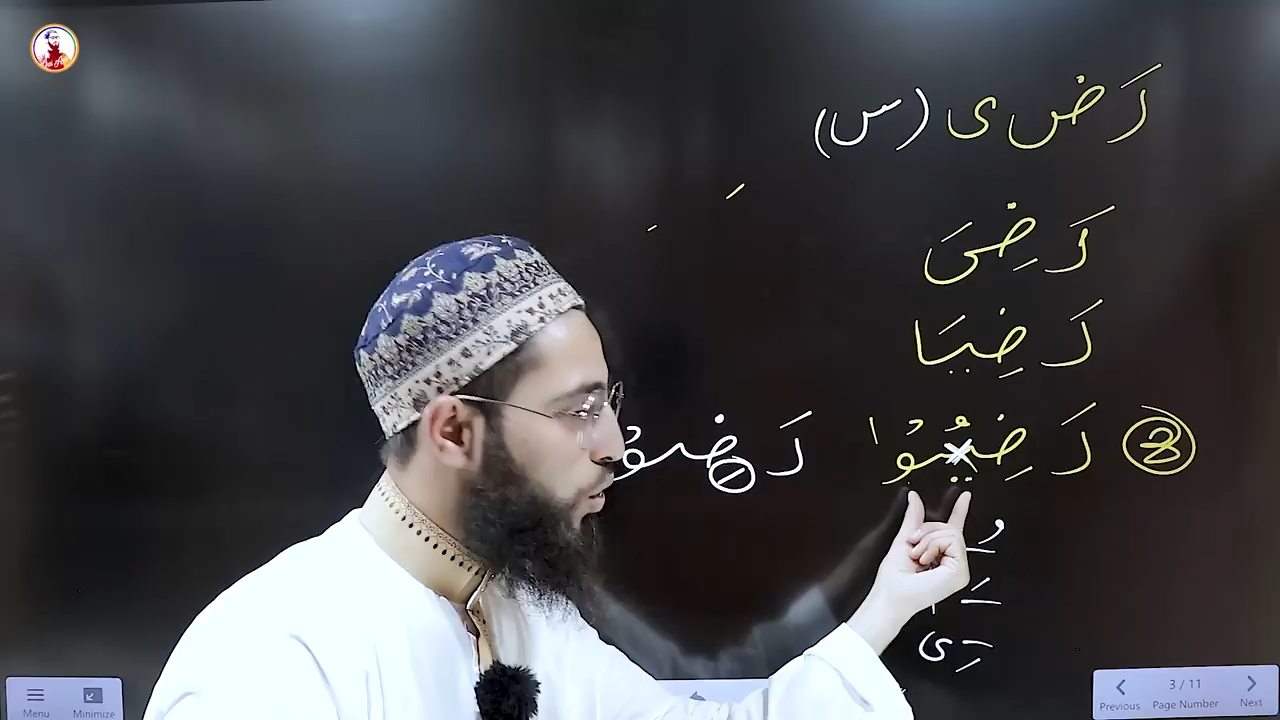 رَ ضِ ى (س)
رَضِىَ
رَضِيَا
رَضِيُوْا رَضِوْ
ـُ و
ـَ ا
ـِ ى
Menu Minimize
3 / 11
Previous Page Number Next